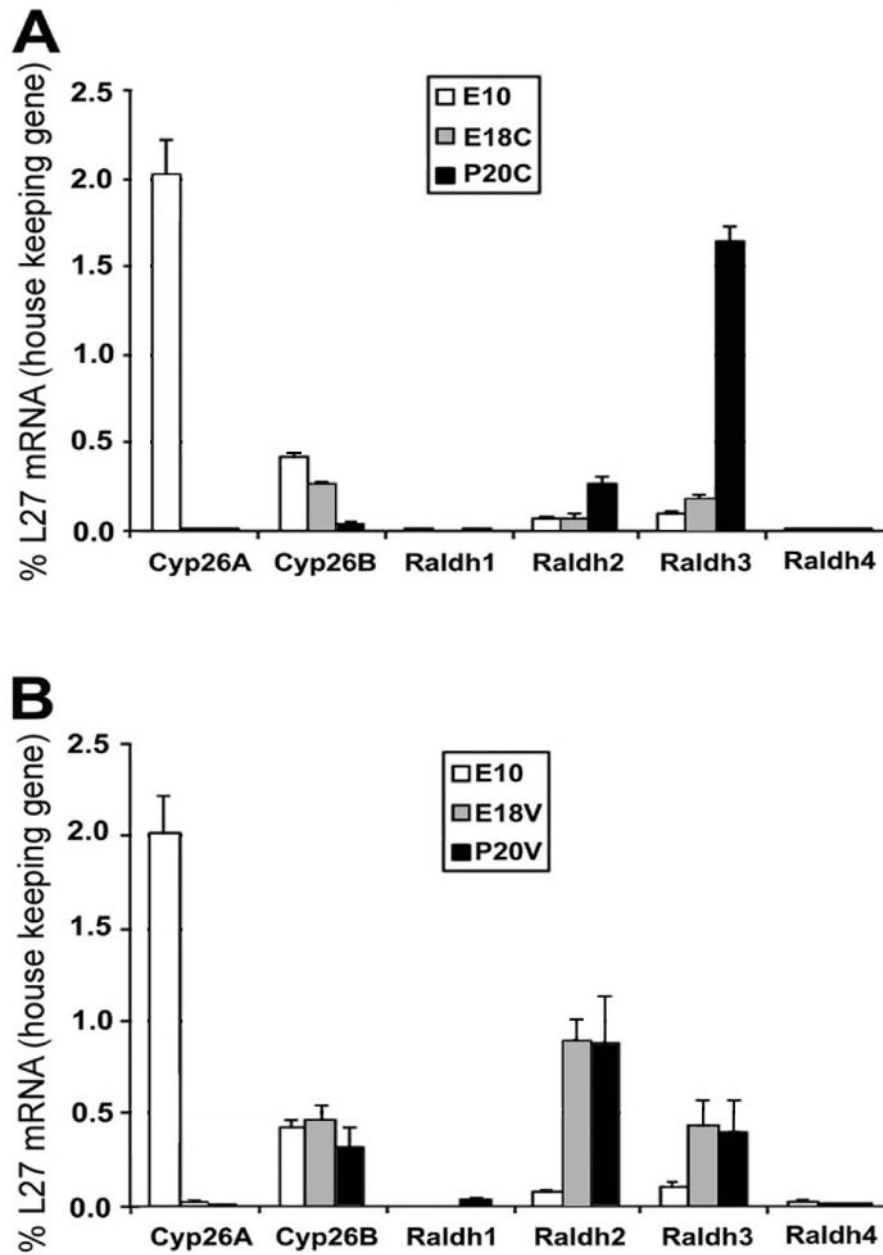 A
% L27 mRNA (house keeping gene)
2.5
2.0
1.5
1.0
0.5
0.0
E10
E18C
P20C
Cyp26A Cyp26B Raldh1 Raldh2 Raldh3 Raldh4
B
% L27 mRNA (house keeping gene)
2.5
2.0
1.5
1.0
0.5
0.0
E10
E18V
P20V
Cyp26A Cyp26B Raldh1 Raldh2 Raldh3 Raldh4